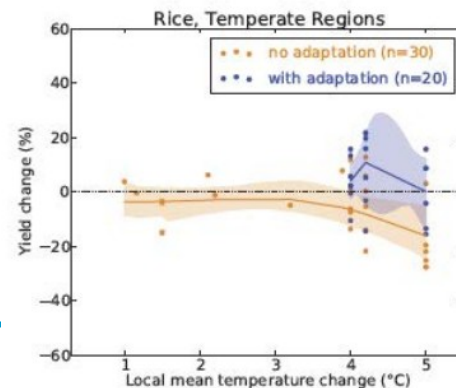 Rice, Temperate Regions
60
no adaptation (n=30)
with adaptation (n=20)
40
20
0
−20
−40
−60
Yield change (%)
1
2
3
4
5
Local mean temperature change (°C)